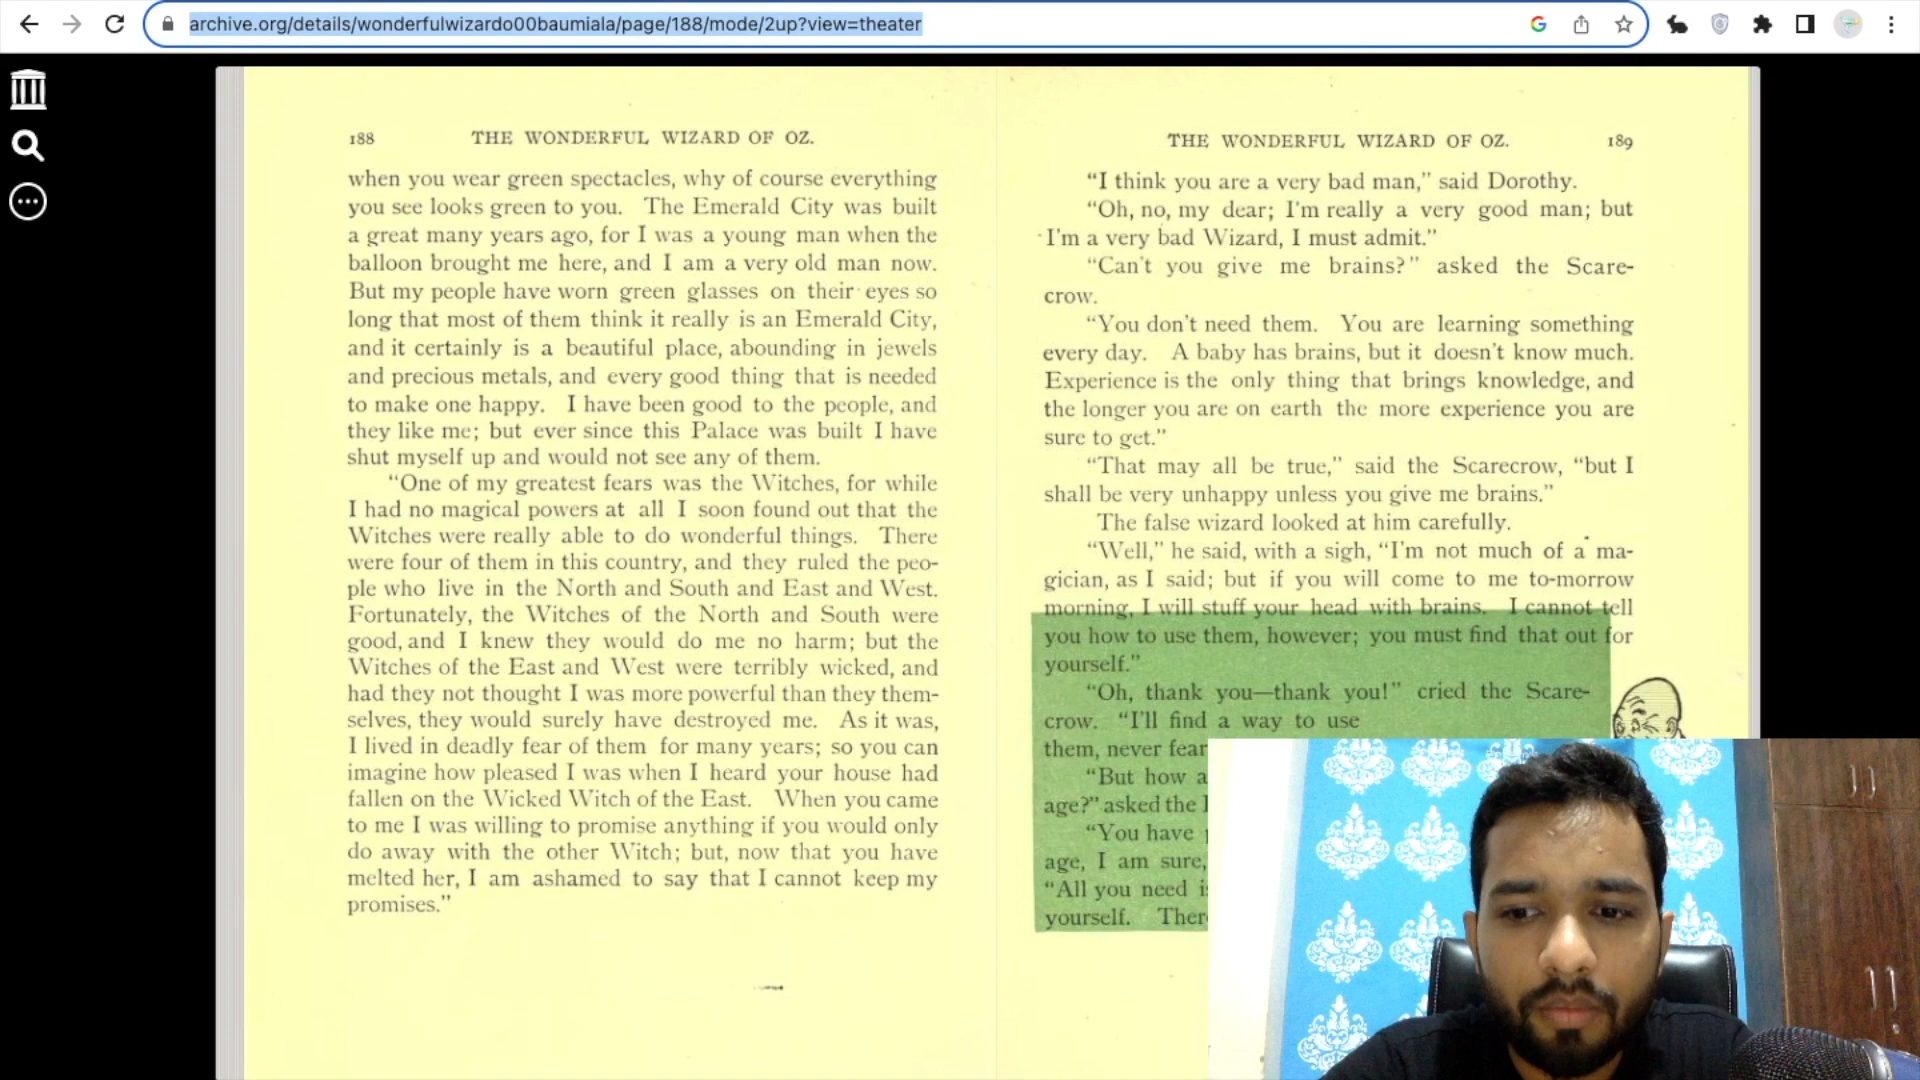 archive.org/details/wonderfulwizardo00baumiala/page/188/mode/2up?view=theater
188 THE WONDERFUL WIZARD OF OZ.
when you wear green spectacles, why of course everything
you see looks green to you. The Emerald City was built
a great many years ago, for I was a young man when the
balloon brought me here, and I am a very old man now.
But my people have worn green glasses on their eyes so
long that most of them think it really is an Emerald City,
and it certainly is a beautiful place, abounding in jewels
and precious metals, and every good thing that is needed
to make one happy. I have been good to the people, and
they like me; but ever since this Palace was built I have
shut myself up and would not see any of them.
“One of my greatest fears was the Witches, for while
I had no magical powers at all I soon found out that the
Witches were really able to do wonderful things. There
were four of them in this country, and they ruled the peo-
ple who live in the North and South and East and West.
Fortunately, the Witches of the North and South were
good, and I knew they would do me no harm; but the
Witches of the East and West were terribly wicked, and
had they not thought I was more powerful than they them-
selves, they would surely have destroyed me. As it was,
I lived in deadly fear of them for many years; so you can
imagine how pleased I was when I heard your house had
fallen on the Wicked Witch of the East. When you came
to me I was willing to promise anything if you would only
do away with the other Witch; but, now that you have
melted her, I am ashamed to say that I cannot keep my
promises.”
THE WONDERFUL WIZARD OF OZ. 189
“I think you are a very bad man,” said Dorothy.
“Oh, no, my dear; I'm really a very good man; but
I'm a very bad Wizard, I must admit.”
“Can't you give me brains?” asked the Scare-
crow.
“You don't need them. You are learning something
every day. A baby has brains, but it doesn't know much.
Experience is the only thing that brings knowledge, and
the longer you are on earth the more experience you are
sure to get.”
“That may all be true,” said the Scarecrow, “but I
shall be very unhappy unless you give me brains.”
The false wizard looked at him carefully.
“Well,” he said, with a sigh, “I'm not much of a ma-
gician, as I said; but if you will come to me to-morrow
morning, I will stuff your head with brains. I cannot tell
you how to use them, however; you must find that out for
yourself.”
“Oh, thank you—thank you!” cried the Scare-
crow. “I'll find a way to use
them, never fear
“But how a
age?” asked the
“You have
age, I am sure,
“All you need
yourself.